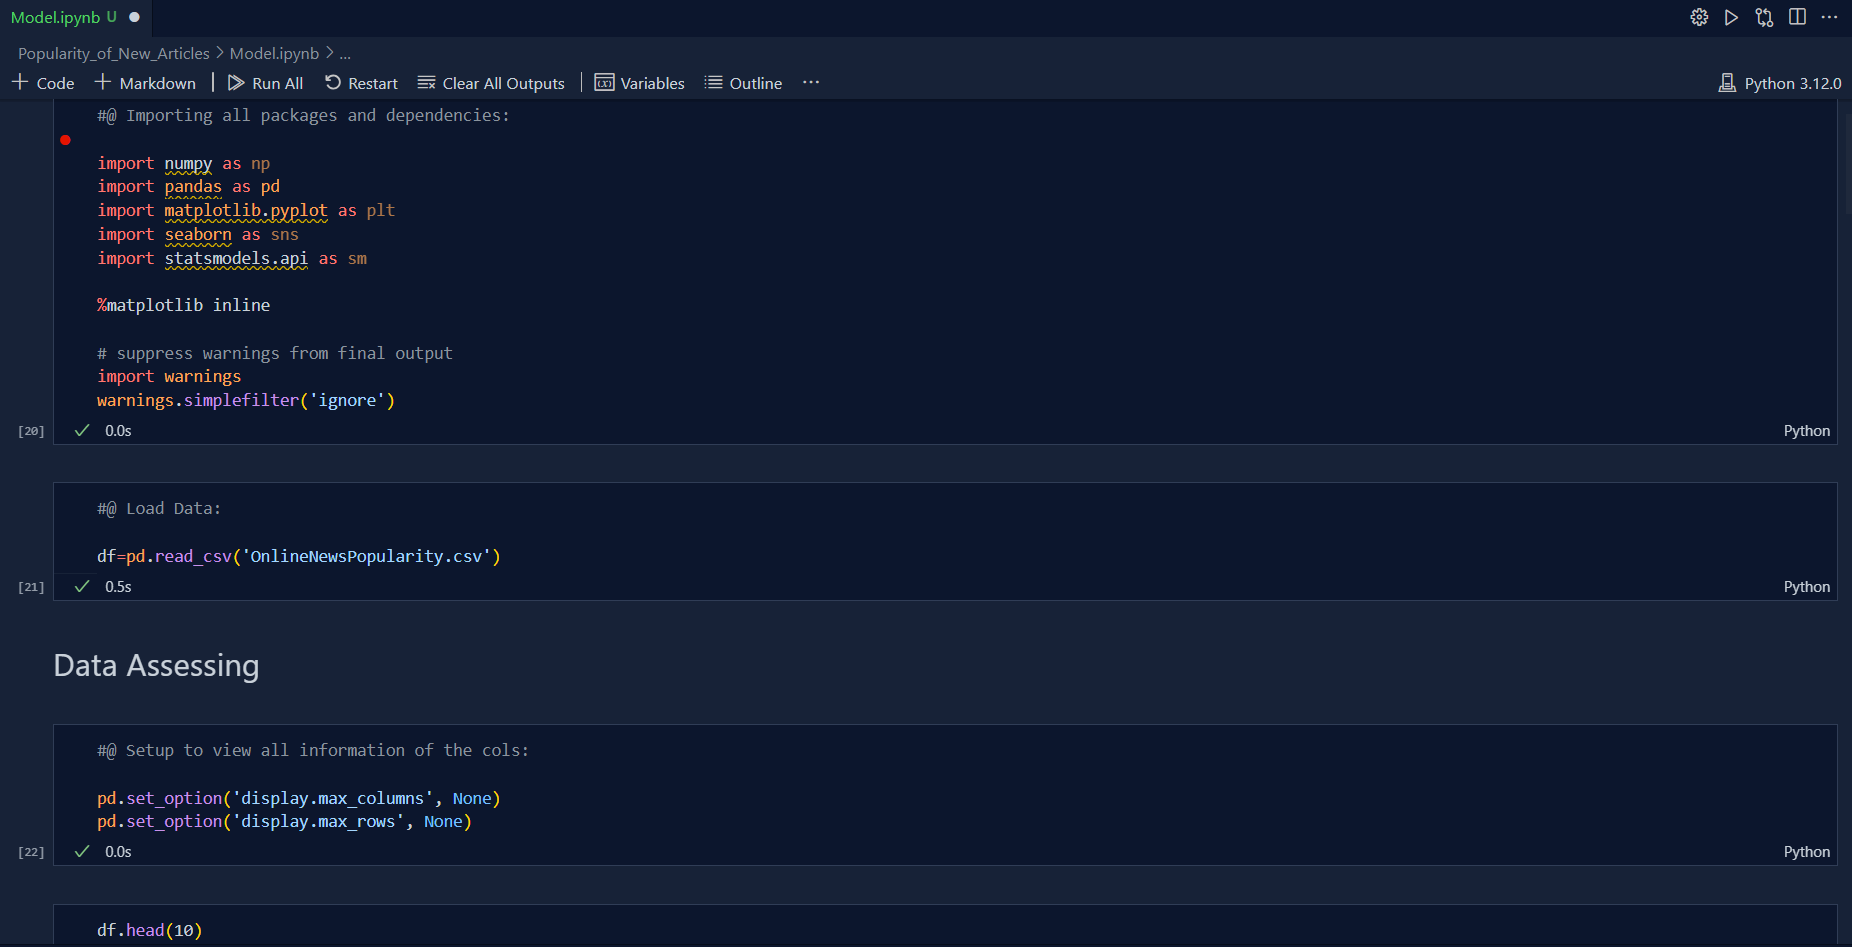 Model.ipynb U
Popularity_of_New_Articles > Model.ipynb > ...
+ Code + Markdown | Run All Restart Clear All Outputs | Variables Outline ... Python 3.12.0
#@ Importing all packages and dependencies:
import numpy as np
import pandas as pd
import matplotlib.pyplot as plt
import seaborn as sns
import statsmodels.api as sm
%matplotlib inline
# suppress warnings from final output
import warnings
warnings.simplefilter('ignore')
[20] 0.0s Python
#@ Load Data:
df=pd.read_csv('OnlineNewsPopularity.csv')
[21] 0.5s Python
Data Assessing
#@ Setup to view all information of the cols:
pd.set_option('display.max_columns', None)
pd.set_option('display.max_rows', None)
[22] 0.0s Python
df.head(10)